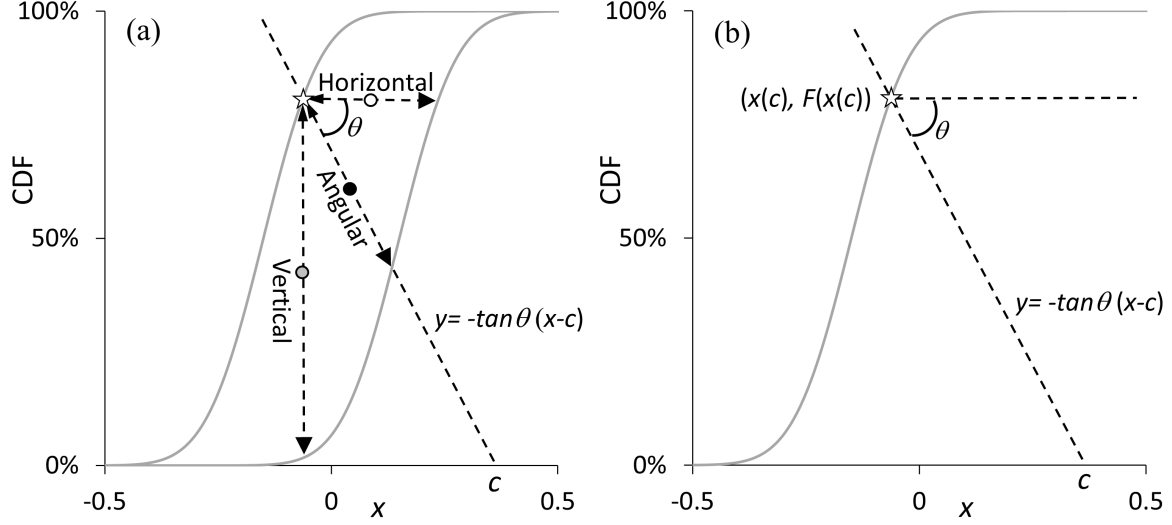 (a)
100%
50%
0%
CDF
Horizontal
θ
Angular
Vertical
y= -tanθ (x-c)
-0.5
0
0.5
c
x
(b)
100%
50%
0%
CDF
(x(c), F(x(c))
θ
y= -tanθ (x-c)
-0.5
0
0.5
c
x